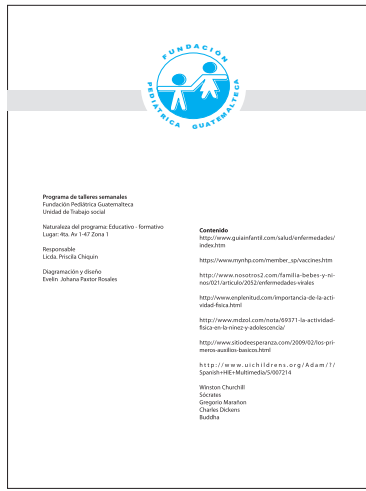 FUNDACION
PEDIATRICA GUATEMALTECA
Programa de talleres semanales
Fundación Pediátrica Guatemalteca
Unidad de Trabajo social
Naturaleza del programa: Educativo - formativo
Lugar: 4ta. Av 1-47 Zona 1
Responsable
Licda. Priscila Chiquin
Diagramación y diseño
Evelin Johana Paxtor Rosales
Contenido
http://www.guiainfantil.com/salud/enfermedades/
index.htm
https://www.mynhp.com/member_sp/vaccines.htm
http://www.nosotros2.com/familia-bebes-y-ni-
nos/021/articulo/2052/enfermedades-virales
http://www.enplenitud.com/importancia-de-la-acti-
vidad-fisica.html
http://www.mdzol.com/nota/69371-la-actividad-
fisica-en-la-ninez-y-adolescencia/
http://www.sitiodeesperanza.com/2009/02/los-pri-
meros-auxilios-basicos.html
http://www.uichildrens.org/Adam/?/
Spanish+HIE+Multimedia/5/007214
Winston Churchill
Sócrates
Gregorio Marañon
Charles Dickens
Buddha